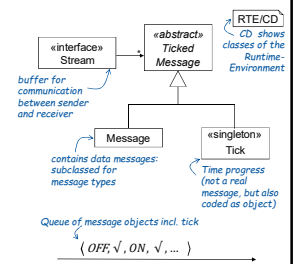 RTE/CD
CD shows
classes of the
Runtime-
Environment
«interface»
Stream
*
«abstract»
Ticked
Message
buffer for
communication
between sender
and receiver
Message
«singleton»
Tick
contains data messages:
subclassed for
message types
Time progress
(not a real
message, but also
coded as object)
Queue of message objects incl. tick
⟨ OFF, √, ON, √, … ⟩